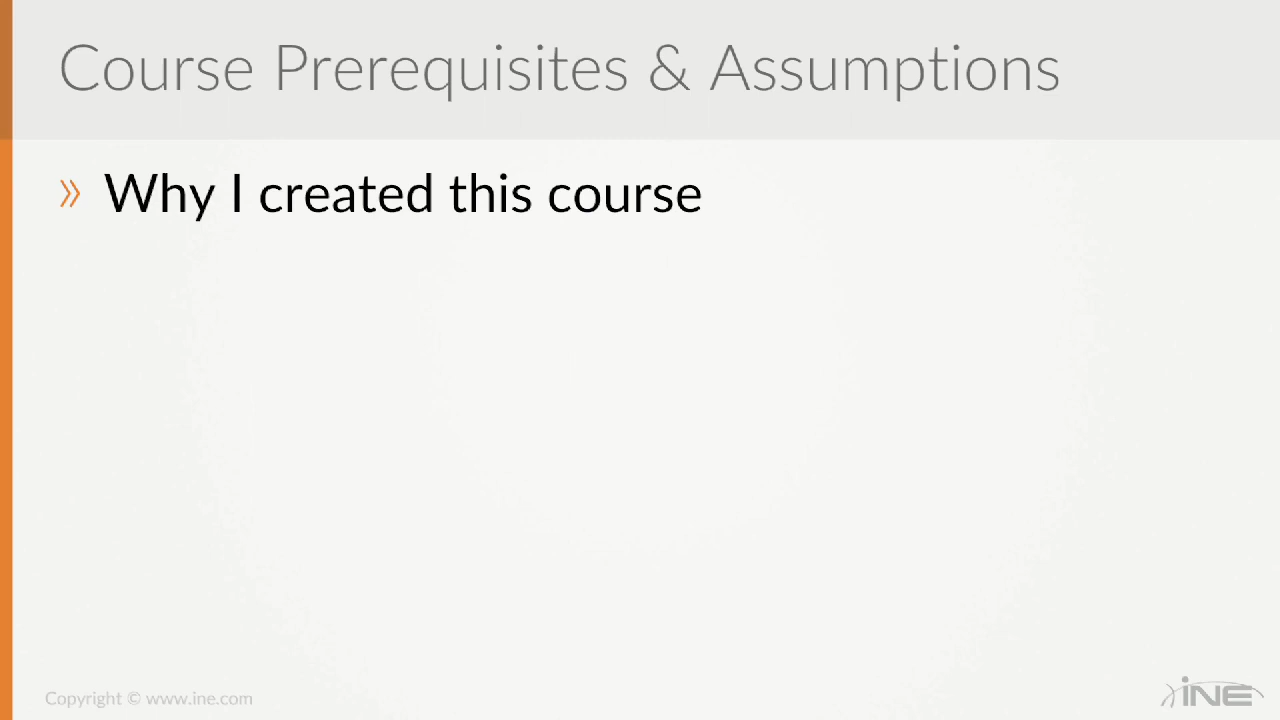 Course Prerequisites & Assumptions
» Why I created this course
Copyright © www.ine.com
iNE